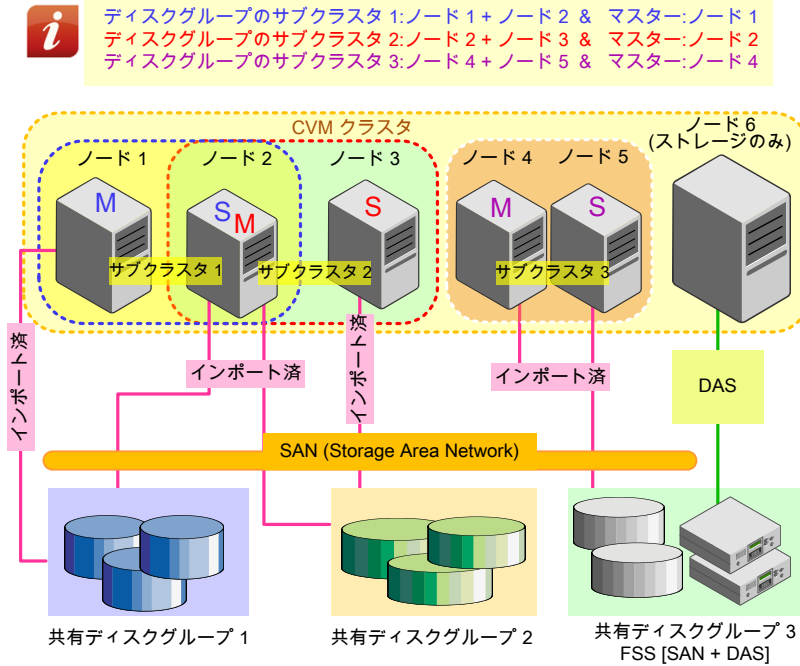 i
ディスクグループのサブクラスタ 1:ノード 1 + ノード 2 & マスター:ノード 1
ディスクグループのサブクラスタ 2:ノード 2 + ノード 3 & マスター:ノード 2
ディスクグループのサブクラスタ 3:ノード 4 + ノード 5 & マスター:ノード 4
CVM クラスタ
ノード 1
ノード 2
ノード 3
ノード 4
ノード 5
ノード 6
(ストレージのみ)
M
S
M
S
M
S
サブクラスタ 1
サブクラスタ 2
サブクラスタ 3
インポート済
インポート済
インポート済
インポート済
DAS
SAN (Storage Area Network)
共有ディスクグループ 1
共有ディスクグループ 2
共有ディスクグループ 3
FSS [SAN + DAS]